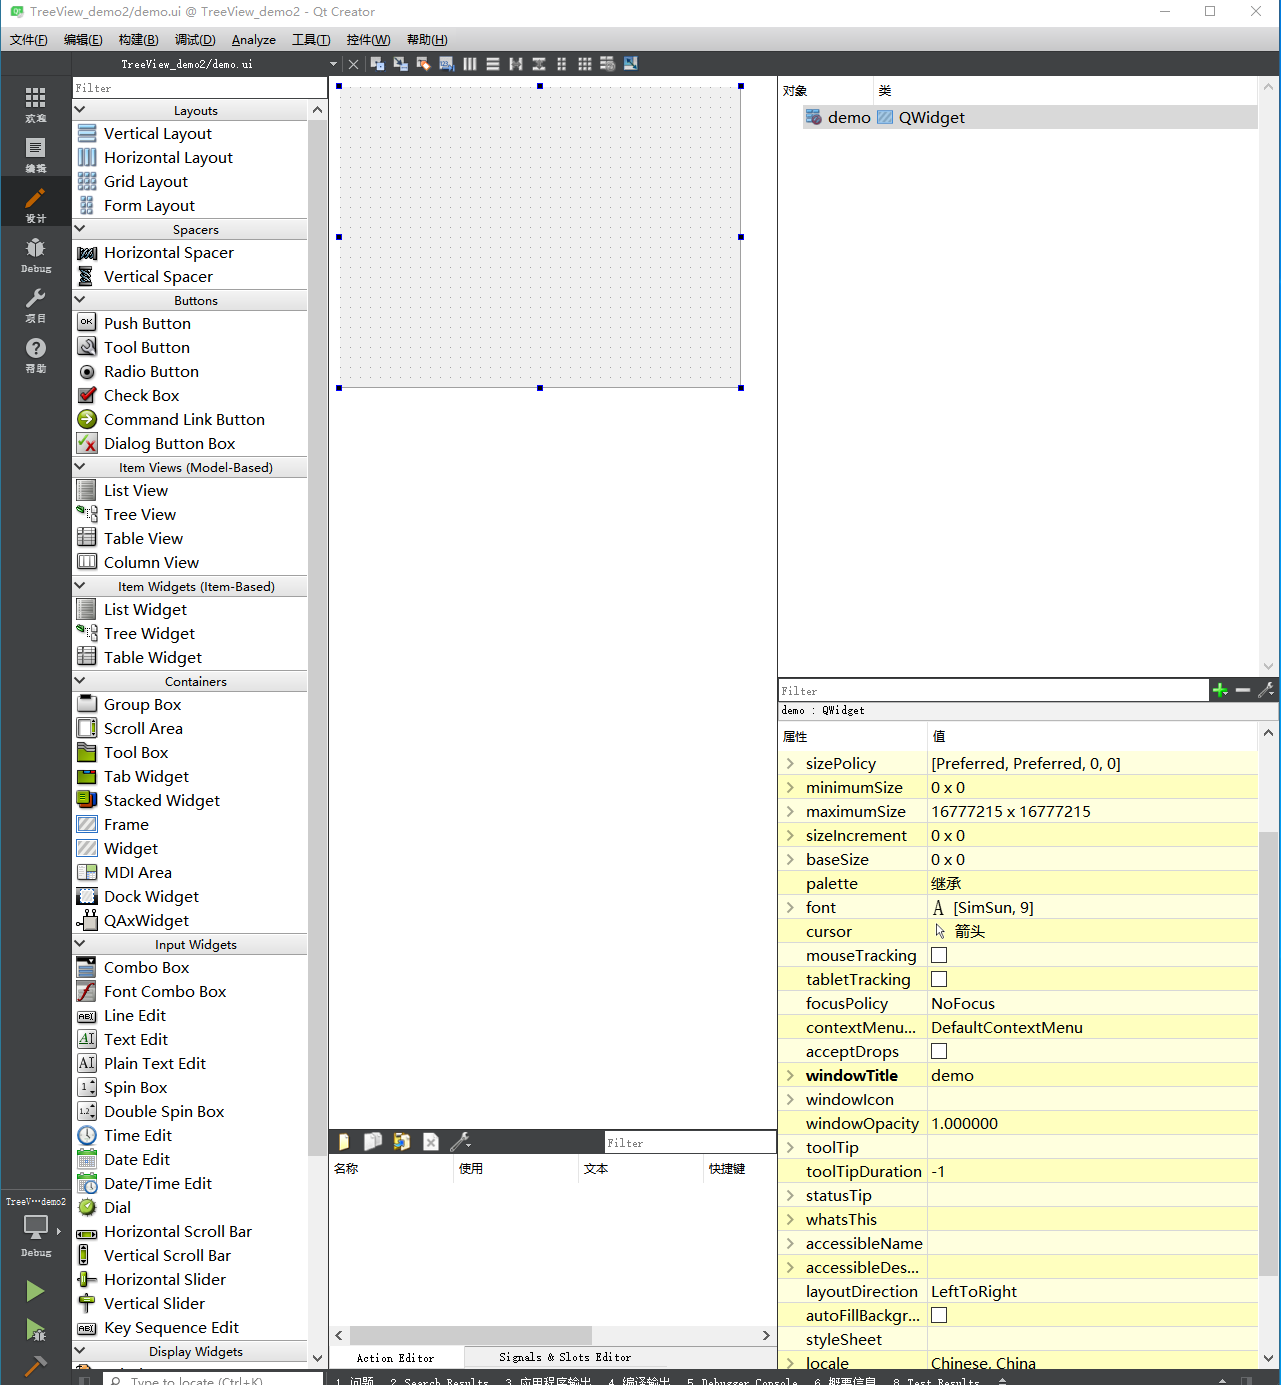 TreeView_demo2/demo.ui @ TreeView_demo2 - Qt Creator
文件(F) 编辑(E) 构建(B) 调试(D) Analyze 工具(T) 控件(W) 帮助(H)
TreeView_demo2/demo.ui
欢迎
编辑
设计
Debug
项目
帮助
TreeV···demo2
Debug
Filter
Layouts
Vertical Layout
Horizontal Layout
Grid Layout
Form Layout
Spacers
Horizontal Spacer
Vertical Spacer
Buttons
Push Button
Tool Button
Radio Button
Check Box
Command Link Button
Dialog Button Box
Item Views (Model-Based)
List View
Tree View
Table View
Column View
Item Widgets (Item-Based)
List Widget
Tree Widget
Table Widget
Containers
Group Box
Scroll Area
Tool Box
Tab Widget
Stacked Widget
Frame
Widget
MDI Area
Dock Widget
QAxWidget
Input Widgets
Combo Box
Font Combo Box
Line Edit
Text Edit
Plain Text Edit
Spin Box
Double Spin Box
Time Edit
Date Edit
Date/Time Edit
Dial
Horizontal Scroll Bar
Vertical Scroll Bar
Horizontal Slider
Vertical Slider
Key Sequence Edit
Display Widgets
Filter
名称 使用 文本 快捷键
Action Editor Signals & Slots Editor
对象 类
demo QWidget
Filter
demo : QWidget
属性 值
sizePolicy [Preferred, Preferred, 0, 0]
minimumSize 0 x 0
maximumSize 16777215 x 16777215
sizeIncrement 0 x 0
baseSize 0 x 0
palette 继承
font A [SimSun, 9]
cursor 箭头
mouseTracking
tabletTracking
focusPolicy NoFocus
contextMenu... DefaultContextMenu
acceptDrops
windowTitle demo
windowIcon
windowOpacity 1.000000
toolTip
toolTipDuration -1
statusTip
whatsThis
accessibleName
accessibleDes...
layoutDirection LeftToRight
autoFillBackgr...
styleSheet
locale Chinese, China
Type to locate (Ctrl+K) 1 问题 2 Search Results 3 应用程序输出 4 编译输出 5 Debugger Console 6 概要信息 8 Test Results